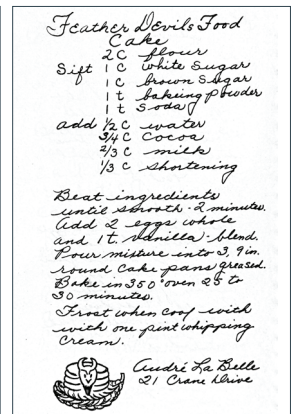 Feather Devils Food
Cake
2 C flour
Sift 1 C white Sugar
1 C brown Sugar
1 t bakeing powder
1 t soda
add 1/2 C water
3/4 C Cocoa
2/3 C milk
1/3 C shortening
Beat ingredients
until smooth - 2 minutes.
Add 2 eggs whole
and 1 t. vanilla - blend.
Pour mixture into 3, 9 in.
round Cake pans greased.
Bake in 350° oven 25 to
30 minutes.
Frost when cool with
with one pint whipping
Cream.
André La Belle
21 Crane Drive